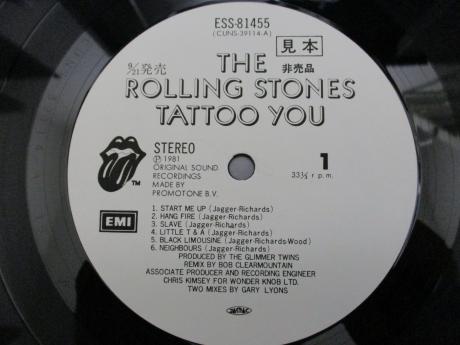 ESS-81455
(CUNS-39114-A)
見本
9/21発売
THE
非売品
ROLLING STONES
TATTOO YOU
STEREO
Ⓟ 1981
ORIGINAL SOUND
RECORDINGS
MADE BY
PROMOTONE B.V.
1
33⅓ r.p.m.
TM
EMI
1. START ME UP (Jagger-Richards)
2. HANG FIRE (Jagger-Richards)
3. SLAVE (Jagger-Richards)
4. LITTLE T & A (Jagger-Richards)
5. BLACK LIMOUSINE (Jagger-Richards-Wood)
6. NEIGHBOURS (Jagger-Richards)
PRODUCED BY THE GLIMMER TWINS
REMIX BY BOB CLEARMOUNTAIN
ASSOCIATE PRODUCER AND RECORDING ENGINEER
CHRIS KIMSEY FOR WONDER KNOB LTD.
TWO MIXES BY GARY LYONS
JASRAC